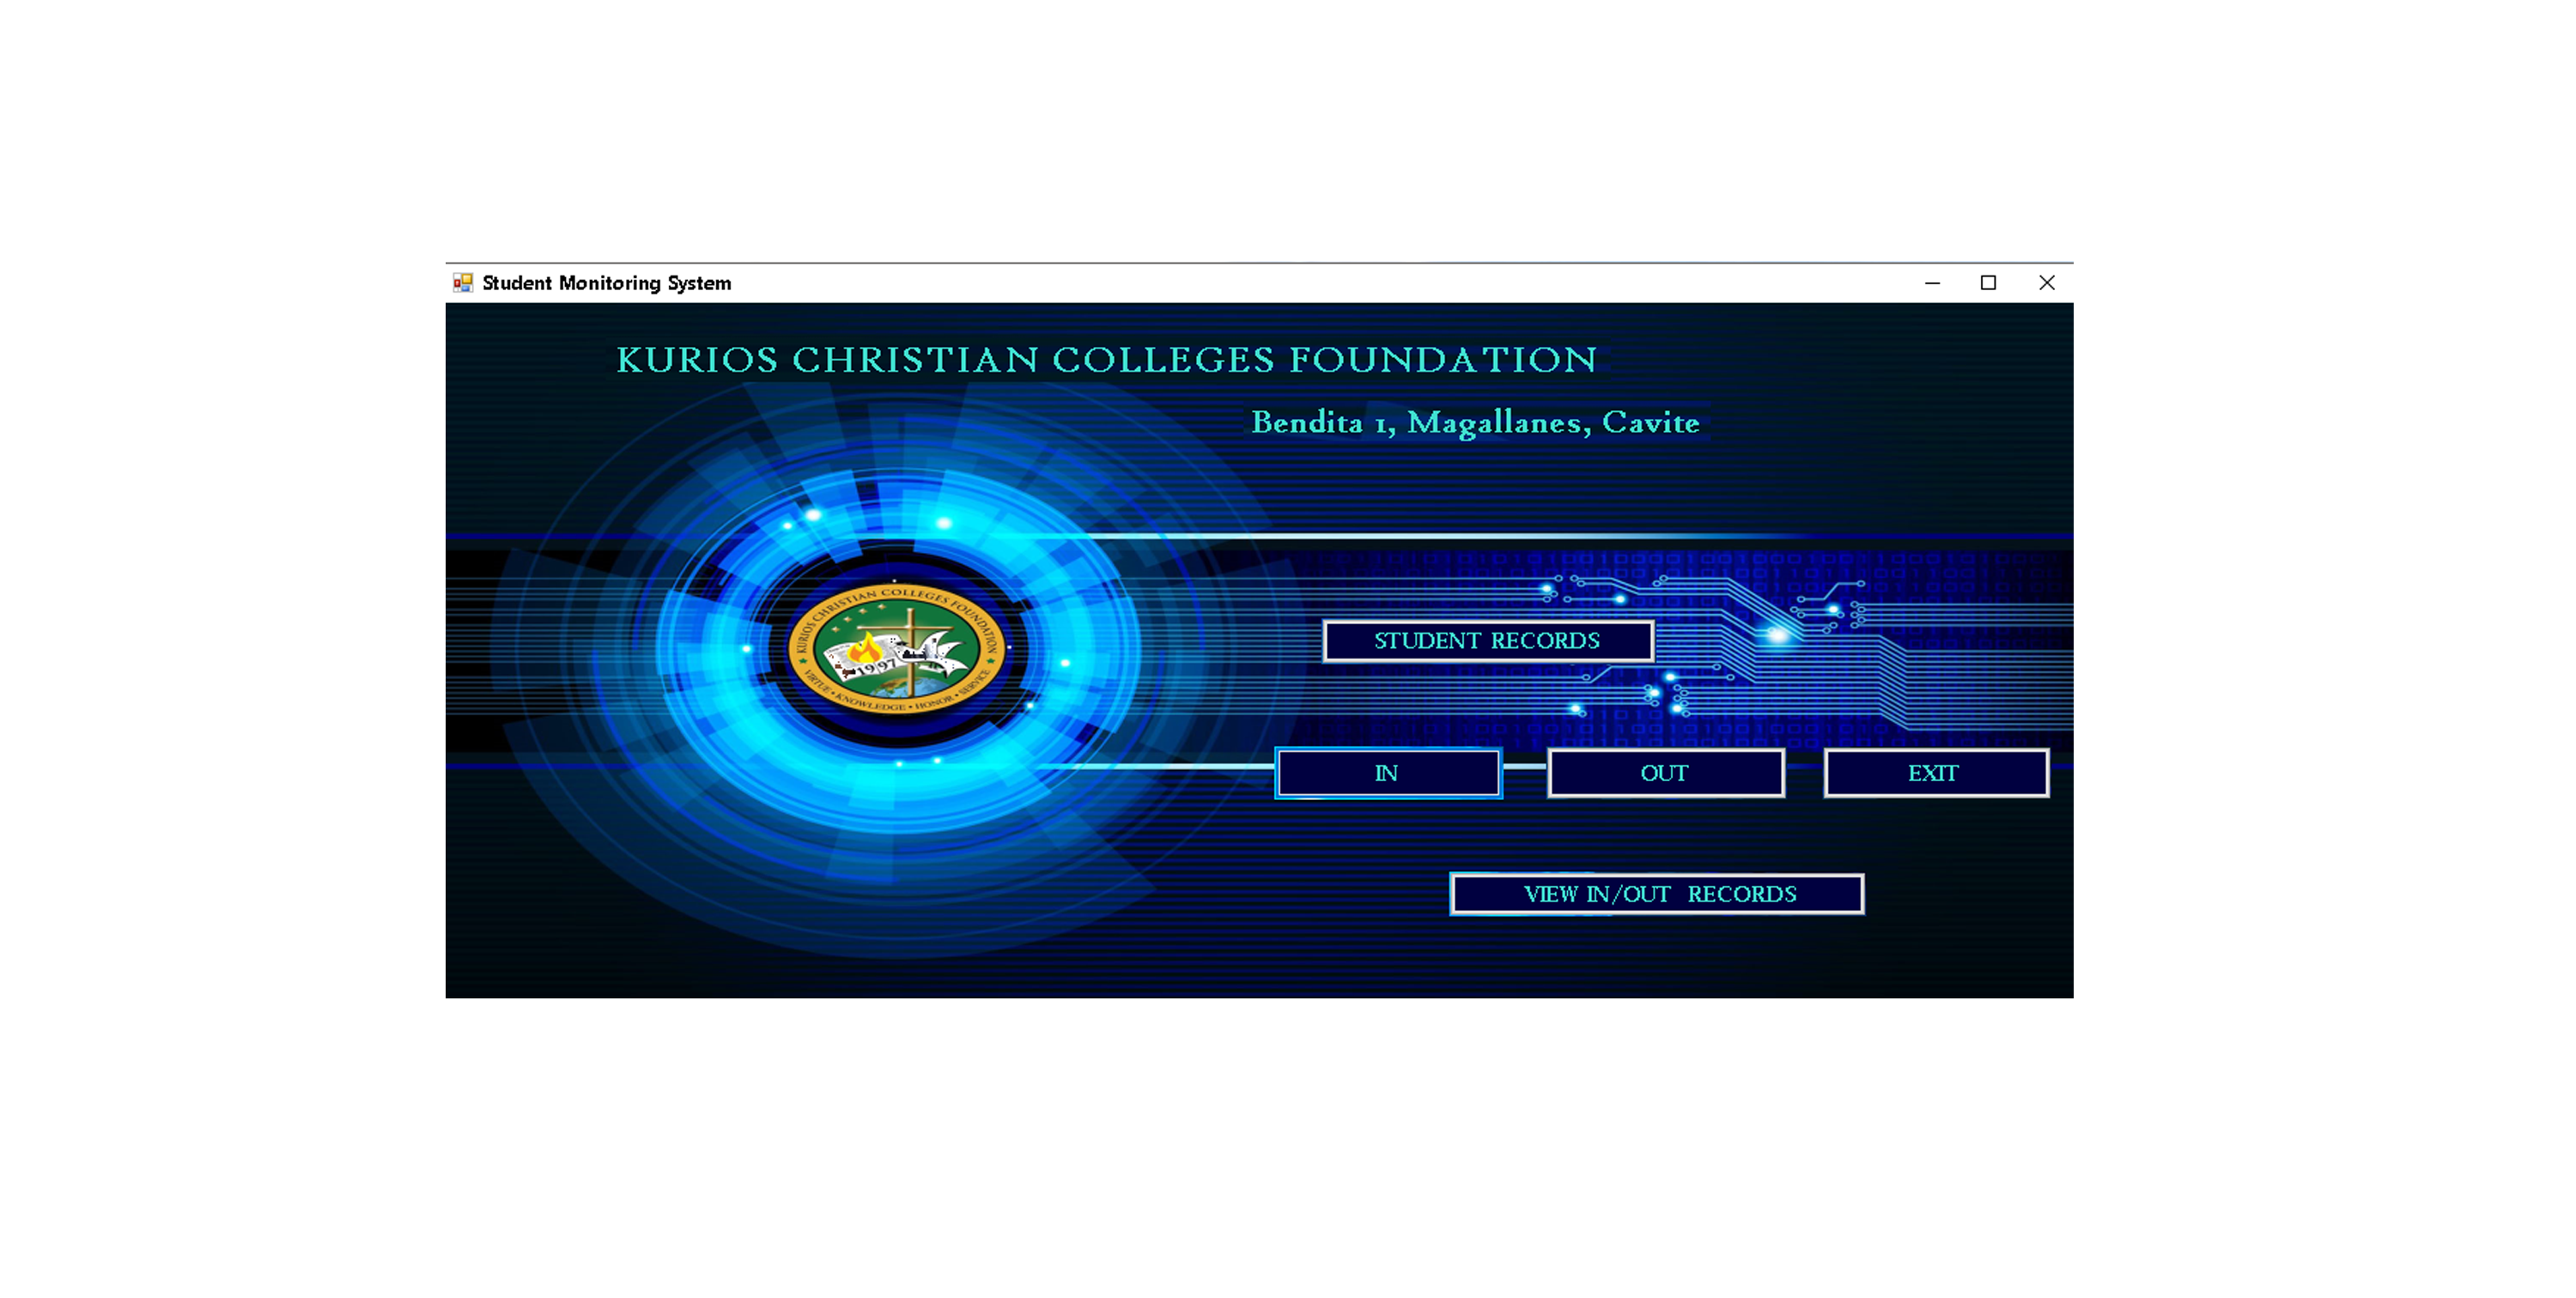 Student Monitoring System
KURIOS CHRISTIAN COLLEGES FOUNDATION
Bendita 1, Magallanes, Cavite
KURIOS CHRISTIAN COLLEGES FOUNDATION
1997
VIRTUE • KNOWLEDGE • HONOR • SERVICE
STUDENT RECORDS
IN
OUT
EXIT
VIEW IN/OUT RECORDS